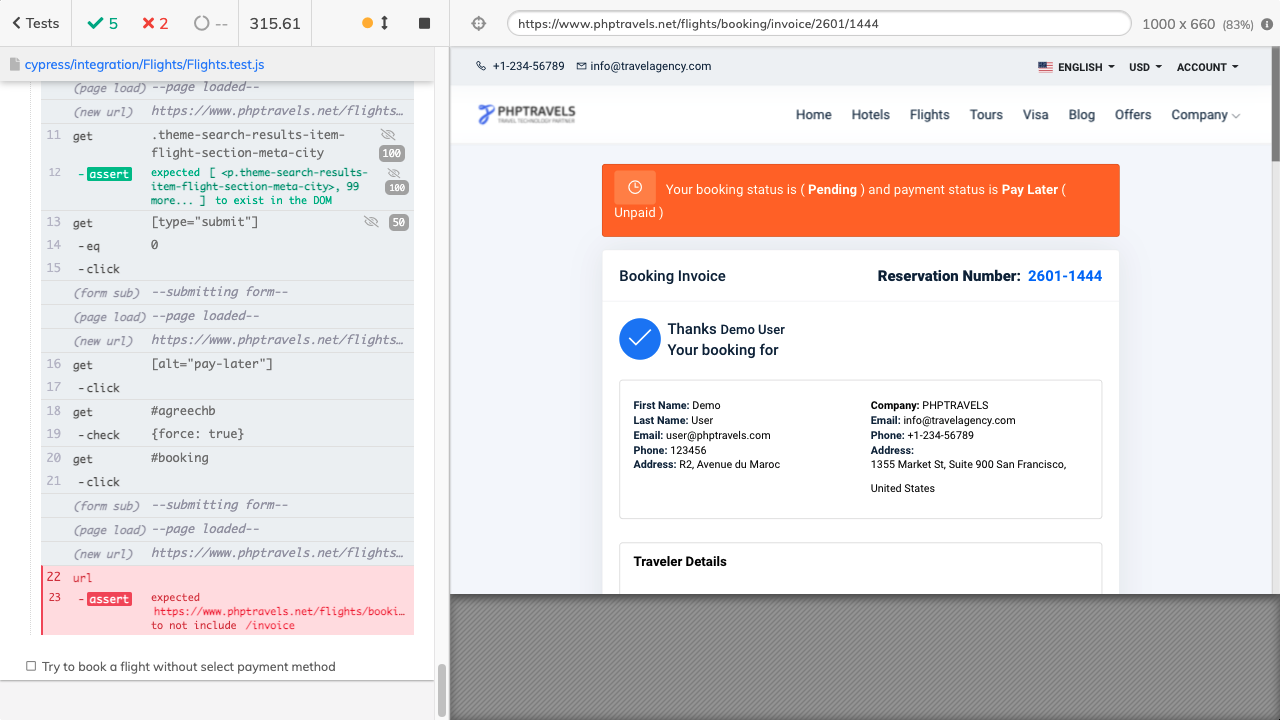 Tests
5
2
--
315.61
https://www.phptravels.net/flights/booking/invoice/2601/1444
1000 x 660 (83%)
cypress/integration/Flights/Flights.test.js
(page load) --page loaded--
(new url) https://www.phptravels.net/flights…
11 get .theme-search-results-item-
flight-section-meta-city 100
12 -assert expected [ <p.theme-search-results-
item-flight-section-meta-city>, 99 100
more... ] to exist in the DOM
13 get [type="submit"] 50
14 -eq 0
15 -click
(form sub) --submitting form--
(page load) --page loaded--
(new url) https://www.phptravels.net/flights…
16 get [alt="pay-later"]
17 -click
18 get #agreechb
19 -check {force: true}
20 get #booking
21 -click
(form sub) --submitting form--
(page load) --page loaded--
(new url) https://www.phptravels.net/flights…
22 url
23 -assert expected
https://www.phptravels.net/flights/booki…
to not include /invoice
Try to book a flight without select payment method
+1-234-56789 info@travelagency.com
ENGLISH USD ACCOUNT
PHPTRAVELS
TRAVEL TECHNOLOGY PARTNER
Home Hotels Flights Tours Visa Blog Offers Company
Your booking status is ( Pending ) and payment status is Pay Later (
Unpaid )
Booking Invoice
Reservation Number: 2601-1444
Thanks Demo User
Your booking for
First Name: Demo
Last Name: User
Email: user@phptravels.com
Phone: 123456
Address: R2, Avenue du Maroc
Company: PHPTRAVELS
Email: info@travelagency.com
Phone: +1-234-56789
Address:
1355 Market St, Suite 900 San Francisco,
United States
Traveler Details